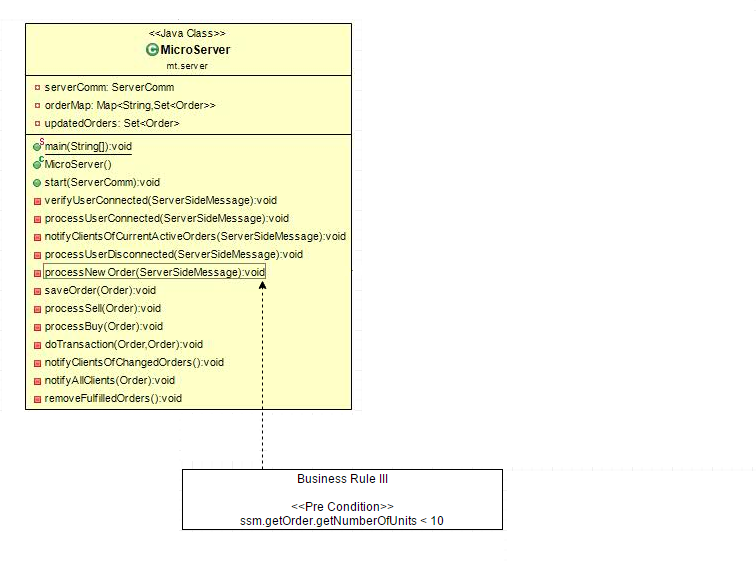 <<Java Class>>
MicroServer
mt.server
serverComm: ServerComm
orderMap: Map<String,Set<Order>>
updatedOrders: Set<Order>
main(String[]):void
MicroServer()
start(ServerComm):void
verifyUserConnected(ServerSideMessage):void
processUserConnected(ServerSideMessage):void
notifyClientsOfCurrentActiveOrders(ServerSideMessage):void
processUserDisconnected(ServerSideMessage):void
processNew Order(ServerSideMessage):void
saveOrder(Order):void
processSell(Order):void
processBuy(Order):void
doTransaction(Order,Order):void
notifyClientsOfChangedOrders():void
notifyAllClients(Order):void
removeFulfilledOrders():void
Business Rule III
<<Pre Condition>>
ssm.getOrder.getNumberOfUnits < 10